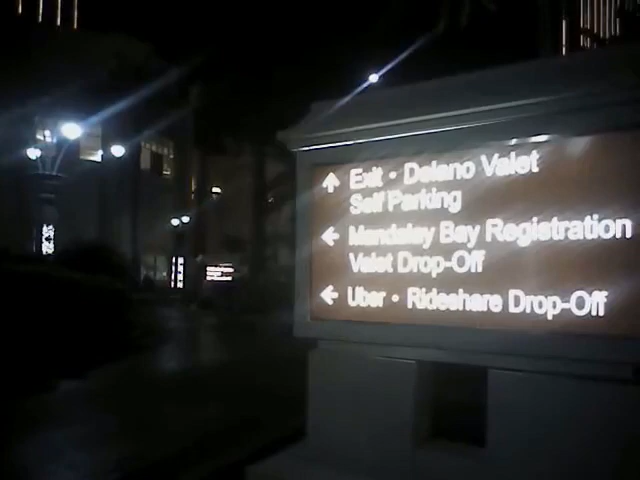 ↑ Exit • Delano Valet
Self Parking
← Mandalay Bay Registration
Valet Drop-Off
← Uber • Rideshare Drop-Off